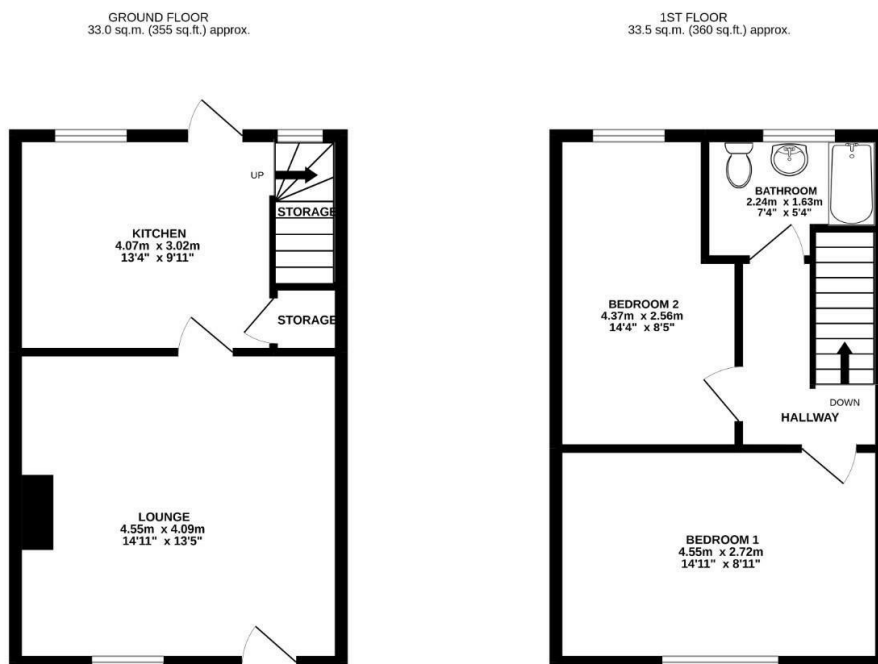 GROUND FLOOR
33.0 sq.m. (355 sq.ft.) approx.
1ST FLOOR
33.5 sq.m. (360 sq.ft.) approx.
UP
STORAGE
KITCHEN
4.07m x 3.02m
13'4" x 9'11"
STORAGE
LOUNGE
4.55m x 4.09m
14'11" x 13'5"
BATHROOM
2.24m x 1.63m
7'4" x 5'4"
BEDROOM 2
4.37m x 2.56m
14'4" x 8'5"
DOWN
HALLWAY
BEDROOM 1
4.55m x 2.72m
14'11" x 8'11"